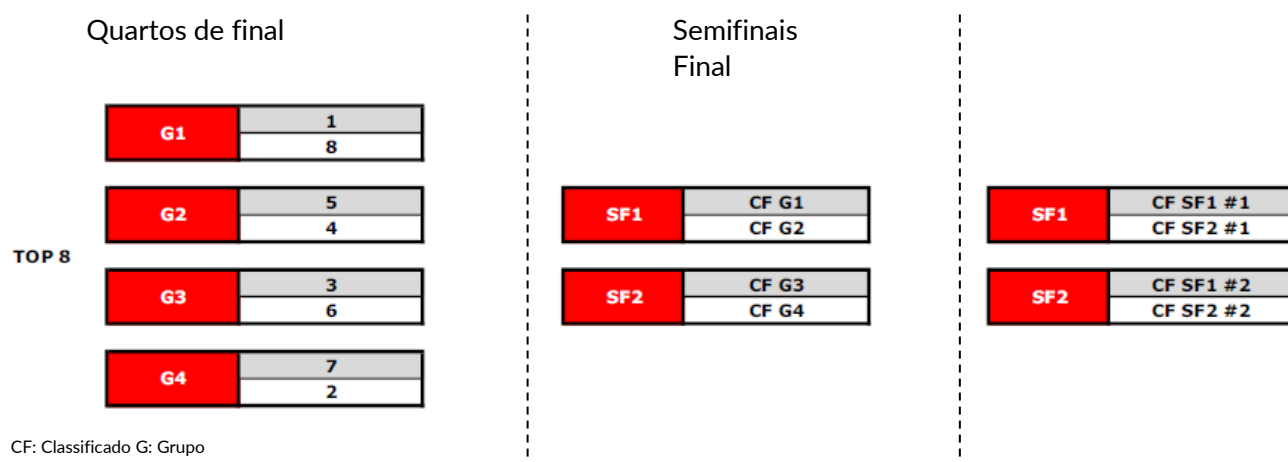 Quartos de final
Semifinais
Final
TOP 8
G1
1
8
G2
5
4
G3
3
6
G4
7
2
SF1
CF G1
CF G2
SF2
CF G3
CF G4
SF1
CF SF1 #1
CF SF2 #1
SF2
CF SF1 #2
CF SF2 #2
CF: Classificado G: Grupo